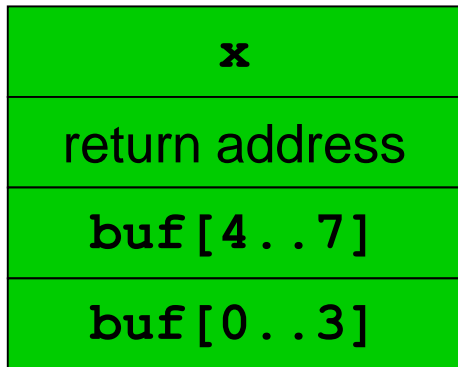 x
return address
buf[4..7]
buf[0..3]